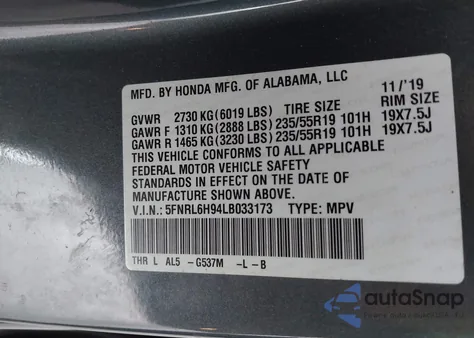 MFD. BY HONDA MFG. OF ALABAMA, LLC 11/'19
GVWR 2730 KG(6019 LBS) TIRE SIZE RIM SIZE
GAWR F 1310 KG(2888 LBS) 235/55R19 101H 19X7.5J
GAWR R 1465 KG(3230 LBS) 235/55R19 101H 19X7.5J
THIS VEHICLE CONFORMS TO ALL APPLICABLE
FEDERAL MOTOR VEHICLE SAFETY
STANDARDS IN EFFECT ON THE DATE OF
MANUFACTURE SHOWN ABOVE.
V.I.N: 5FNRL6H94LB033173 TYPE: MPV
THR L AL5 -G537M -L -B
autoSnap